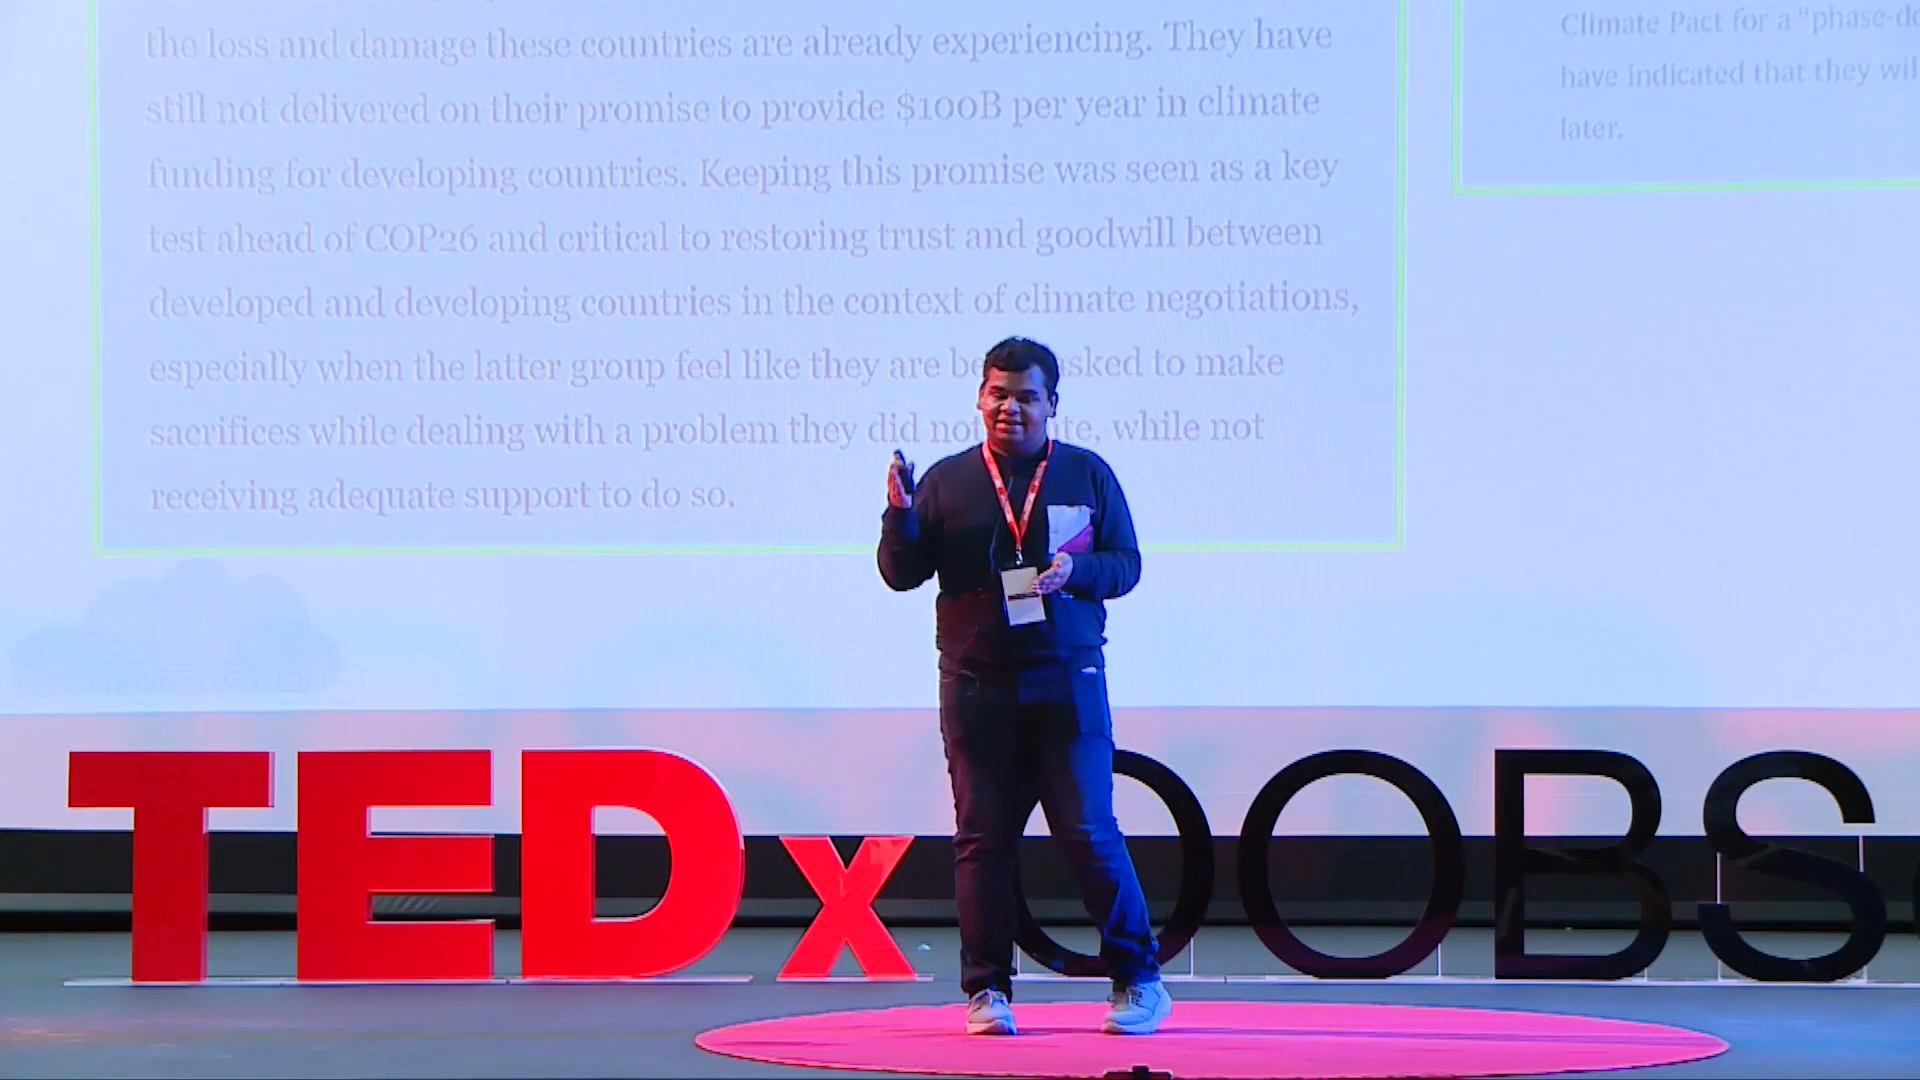 the loss and damage these countries are already experiencing. They have
still not delivered on their promise to provide $100B per year in climate
funding for developing countries. Keeping this promise was seen as a key
test ahead of COP26 and critical to restoring trust and goodwill between
developed and developing countries in the context of climate negotiations,
especially when the latter group feel like they are asked to make
sacrifices while dealing with a problem they did not, while not
receiving adequate support to do so.
Climate Pact for a “phase-do
have indicated that they wil
later.
TEDx OOBS